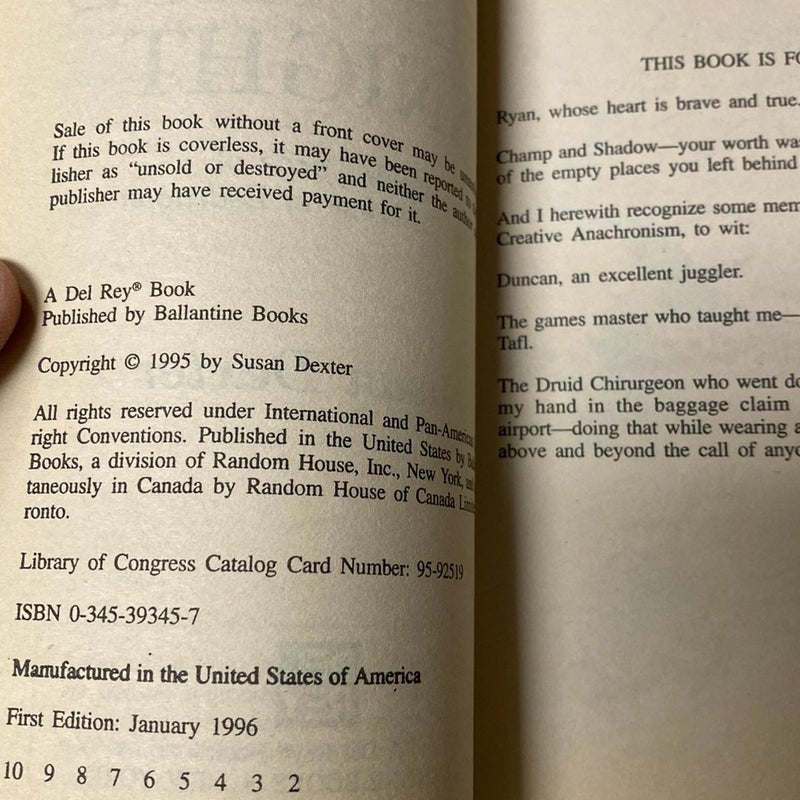 Sale of this book without a front cover may be
If this book is coverless, it may have been reported to
lisher as "unsold or destroyed" and neither the author
publisher may have received payment for it.
A Del Rey® Book
Published by Ballantine Books
Copyright © 1995 by Susan Dexter
All rights reserved under International and Pan-American
right Conventions. Published in the United States by
Books, a division of Random House, Inc., New York, and
taneously in Canada by Random House of Canada
ronto.
Library of Congress Catalog Card Number: 95-92519
ISBN 0-345-39345-7
Manufactured in the United States of America
First Edition: January 1996
10 9 8 7 6 5 4 3 2
THIS BOOK IS FO
Ryan, whose heart is brave and true.
Champ and Shadow—your worth wa
of the empty places you left behind
And I herewith recognize some mem
Creative Anachronism, to wit:
Duncan, an excellent juggler.
The games master who taught me—
Tafl.
The Druid Chirurgeon who went do
my hand in the baggage claim
airport—doing that while wearing a
above and beyond the call of anyo